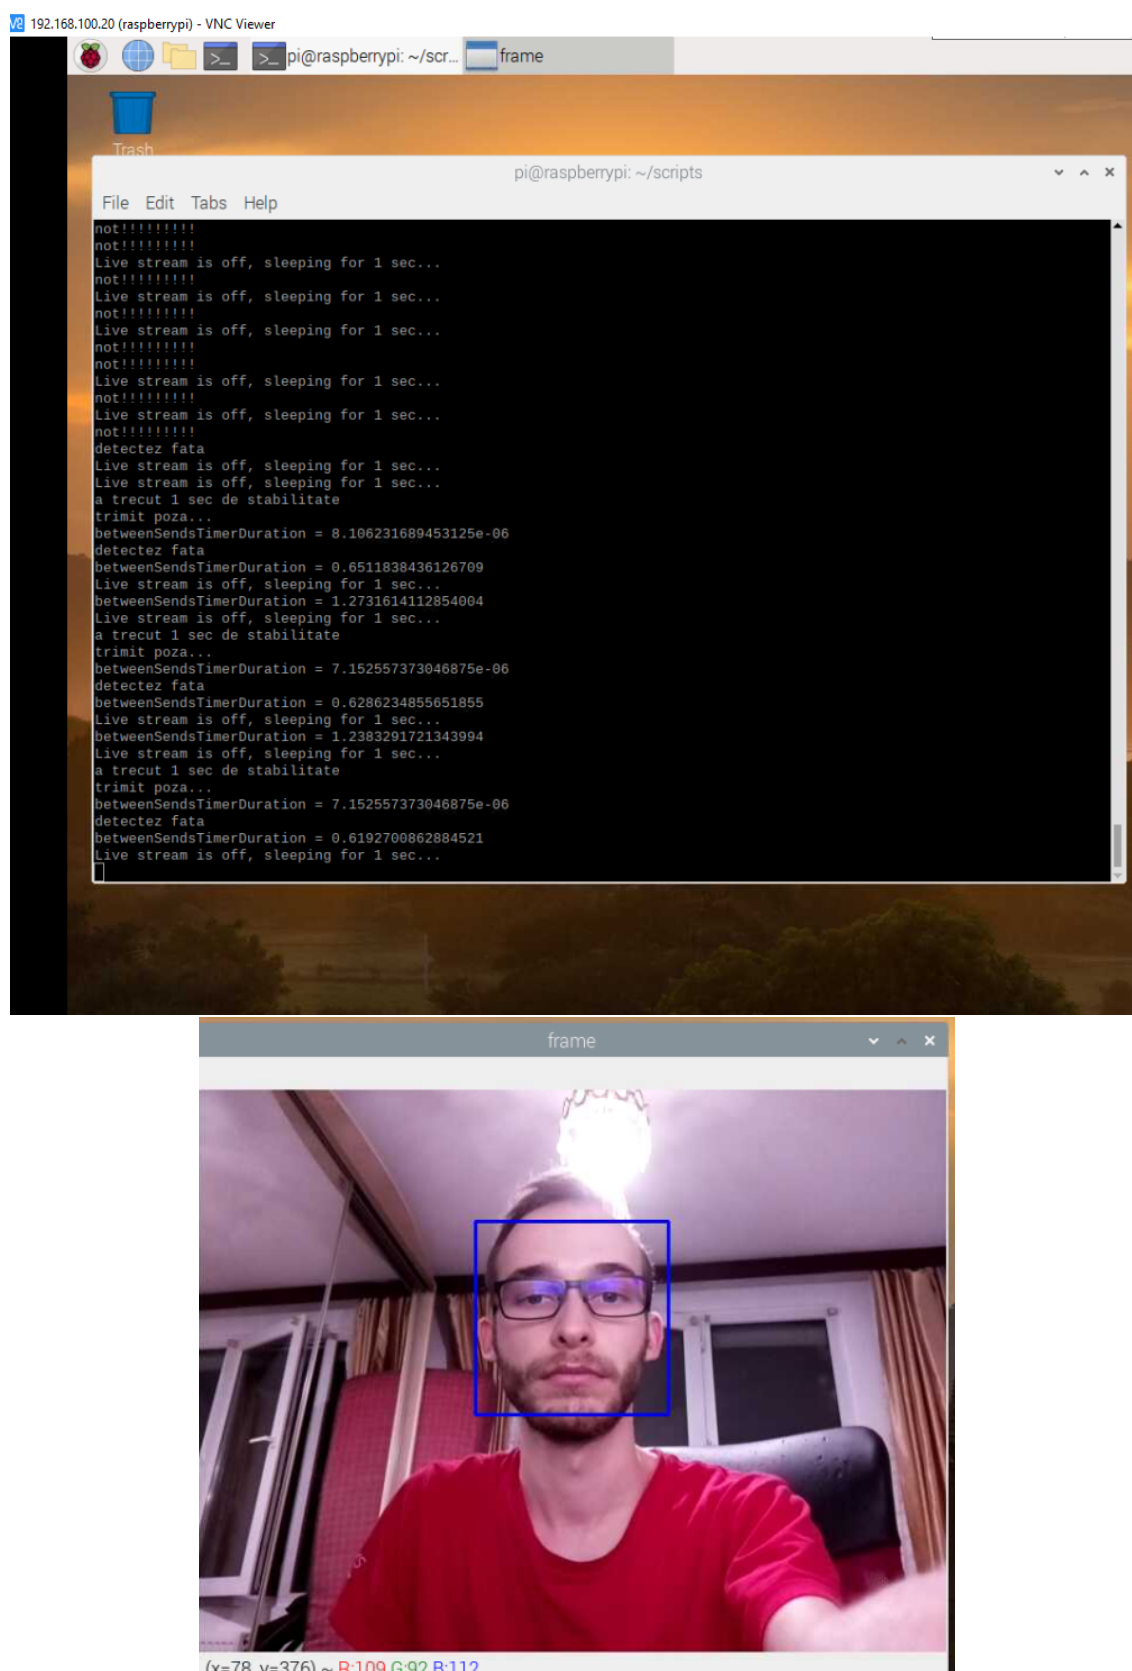 192.168.100.20 (raspberrypi) - VNC Viewer
pi@raspberrypi: ~/scr... frame
Trash
pi@raspberrypi: ~/scripts
File Edit Tabs Help
not!!!!!!!!!
not!!!!!!!!!
Live stream is off, sleeping for 1 sec...
not!!!!!!!!!
Live stream is off, sleeping for 1 sec...
not!!!!!!!!!
Live stream is off, sleeping for 1 sec...
not!!!!!!!!!
not!!!!!!!!!
Live stream is off, sleeping for 1 sec...
not!!!!!!!!!
Live stream is off, sleeping for 1 sec...
not!!!!!!!!!
detectez fata
Live stream is off, sleeping for 1 sec...
Live stream is off, sleeping for 1 sec...
a trecut 1 sec de stabilitate
trimit poza...
betweenSendsTimerDuration = 8.106231689453125e-06
detectez fata
betweenSendsTimerDuration = 0.6511838436126709
Live stream is off, sleeping for 1 sec...
betweenSendsTimerDuration = 1.2731614112854004
Live stream is off, sleeping for 1 sec...
a trecut 1 sec de stabilitate
trimit poza...
betweenSendsTimerDuration = 7.152557373046875e-06
detectez fata
betweenSendsTimerDuration = 0.6286234855651855
Live stream is off, sleeping for 1 sec...
betweenSendsTimerDuration = 1.2383291721343994
Live stream is off, sleeping for 1 sec...
a trecut 1 sec de stabilitate
trimit poza...
betweenSendsTimerDuration = 7.152557373046875e-06
detectez fata
betweenSendsTimerDuration = 0.6192700862884521
Live stream is off, sleeping for 1 sec...
frame
(x=78, y=376) ~ R:109 G:92 B:112